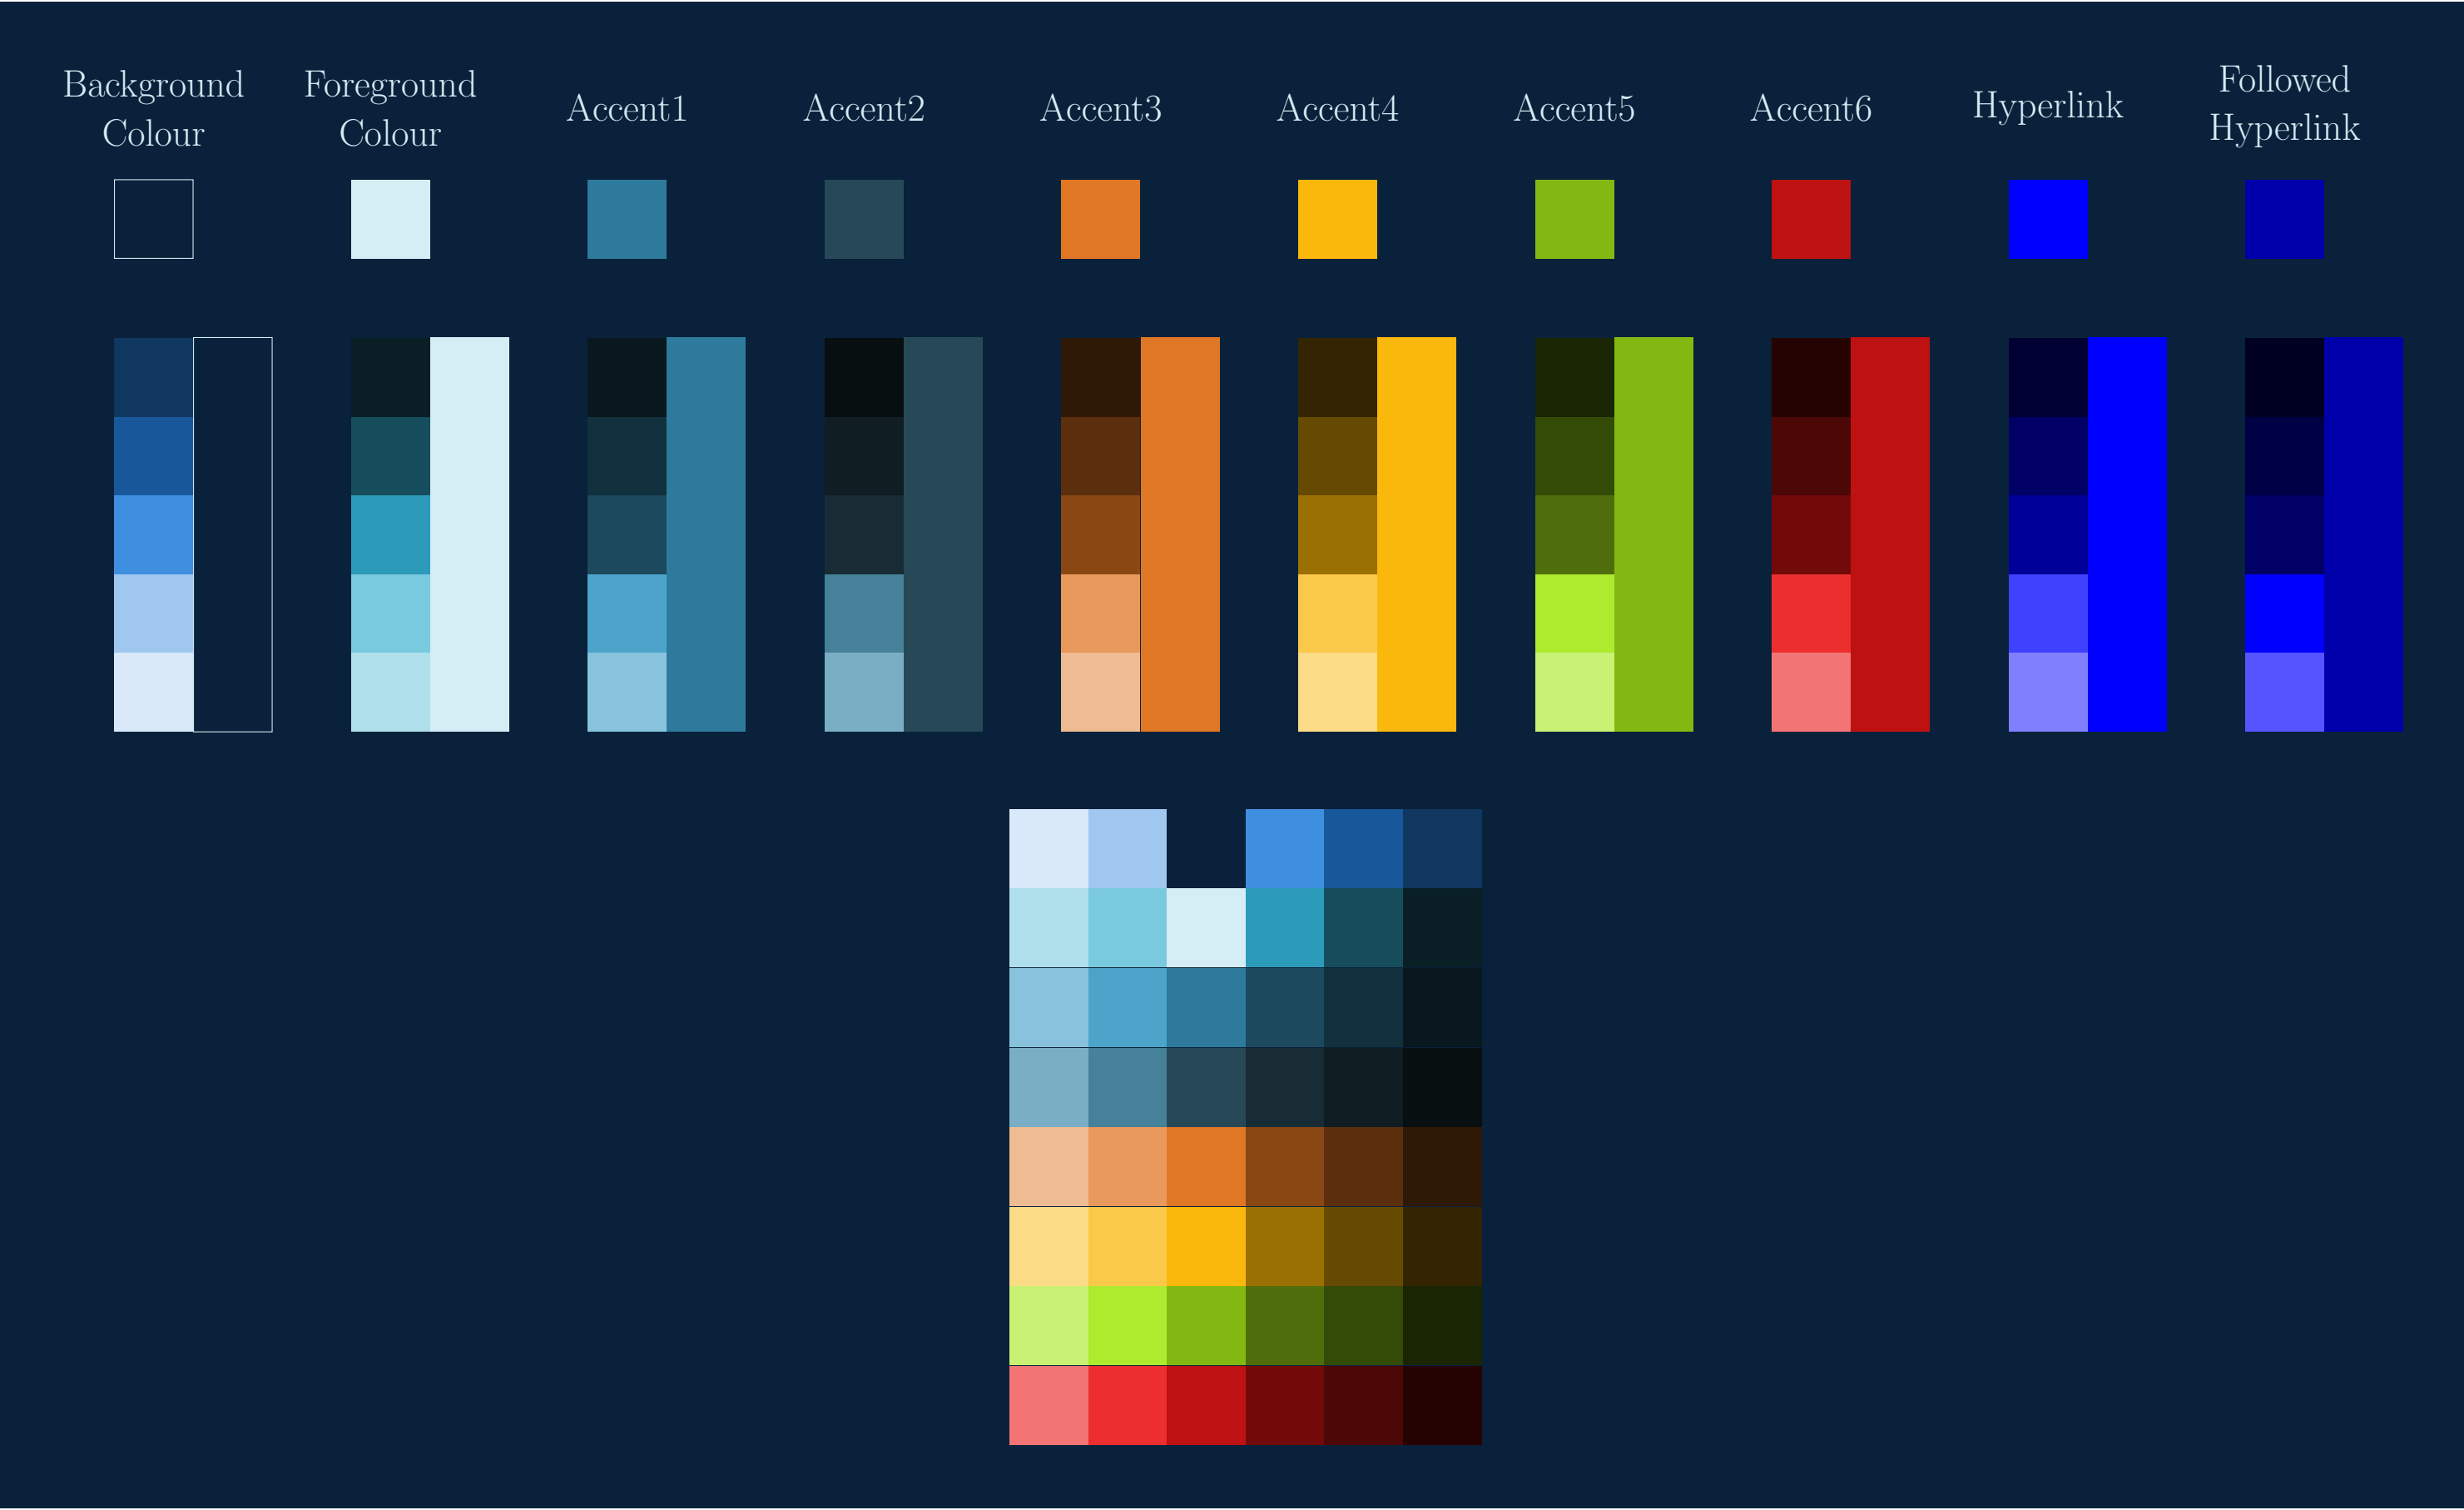 Background
Colour
Foreground
Colour
Accent1
Accent2
Accent3
Accent4
Accent5
Accent6
Hyperlink
Followed
Hyperlink